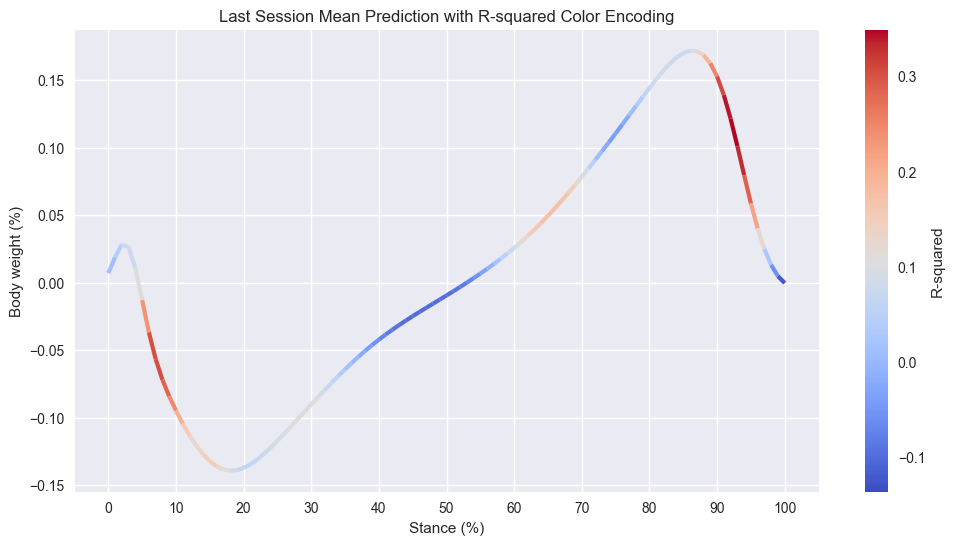 Last Session Mean Prediction with R-squared Color Encoding
0.15
0.10
0.05
0.00
−0.05
−0.10
−0.15
Body weight (%)
0 10 20 30 40 50 60 70 80 90 100
Stance (%)
0.3
0.2
0.1
0.0
−0.1
R-squared